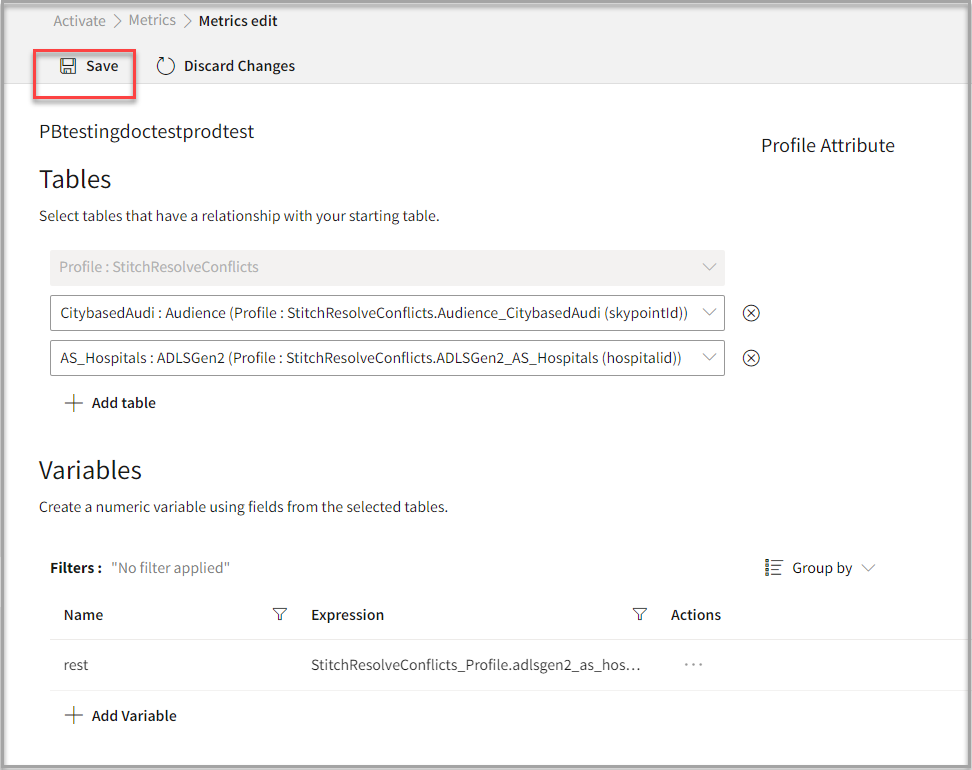 Activate > Metrics > Metrics edit
Save Discard Changes
PBtestingdoctestprodtest
Profile Attribute
Tables
Select tables that have a relationship with your starting table.
Profile : StitchResolveConflicts
CitybasedAudi : Audience (Profile : StitchResolveConflicts.Audience_CitybasedAudi (skypointId))
AS_Hospitals : ADLSGen2 (Profile : StitchResolveConflicts.ADLSGen2_AS_Hospitals (hospitalid))
Add table
Variables
Create a numeric variable using fields from the selected tables.
Filters : "No filter applied" Group by
Name Expression Actions
rest StitchResolveConflicts_Profile.adlsgen2_as_hos... ...
Add Variable